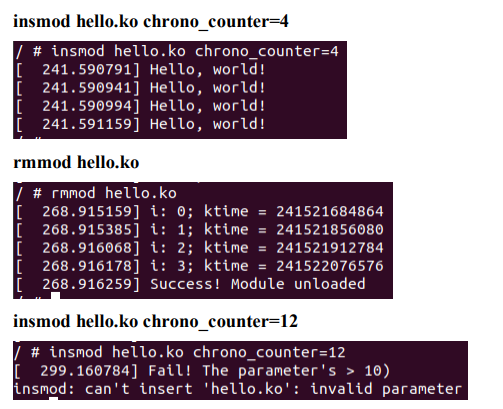 insmod hello.ko chrono_counter=4
/ # insmod hello.ko chrono_counter=4
[  241.590791] Hello, world!
[  241.590941] Hello, world!
[  241.590994] Hello, world!
[  241.591159] Hello, world!
rmmod hello.ko
/ # rmmod hello.ko
[  268.915159] i: 0; ktime = 241521684864
[  268.915385] i: 1; ktime = 241521856080
[  268.916068] i: 2; ktime = 241521912784
[  268.916178] i: 3; ktime = 241522076576
[  268.916259] Success! Module unloaded
insmod hello.ko chrono_counter=12
/ # insmod hello.ko chrono_counter=12
[  299.160784] Fail! The parameter's > 10)
insmod: can't insert 'hello.ko': invalid parameter